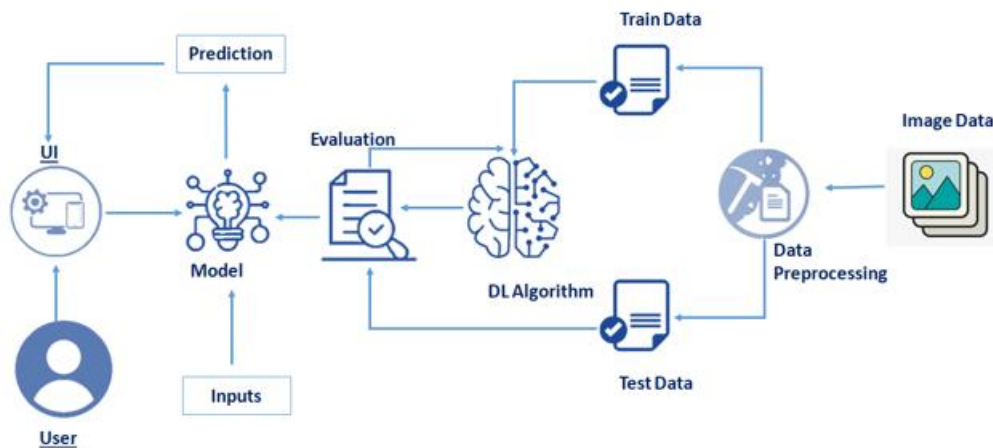 Train Data
Prediction
Image Data
Evaluation
UI
Data
Preprocessing
Model
DL Algorithm
Inputs
Test Data
User